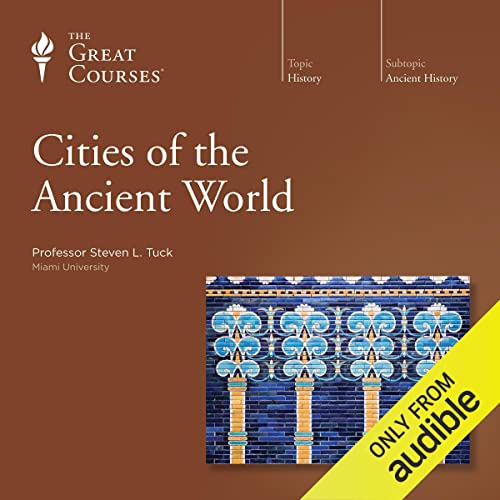 THE
GREAT
COURSES®
Topic
History
Subtopic
Ancient History
Cities of the
Ancient World
Professor Steven L. Tuck
Miami University
ONLY FROM
audible